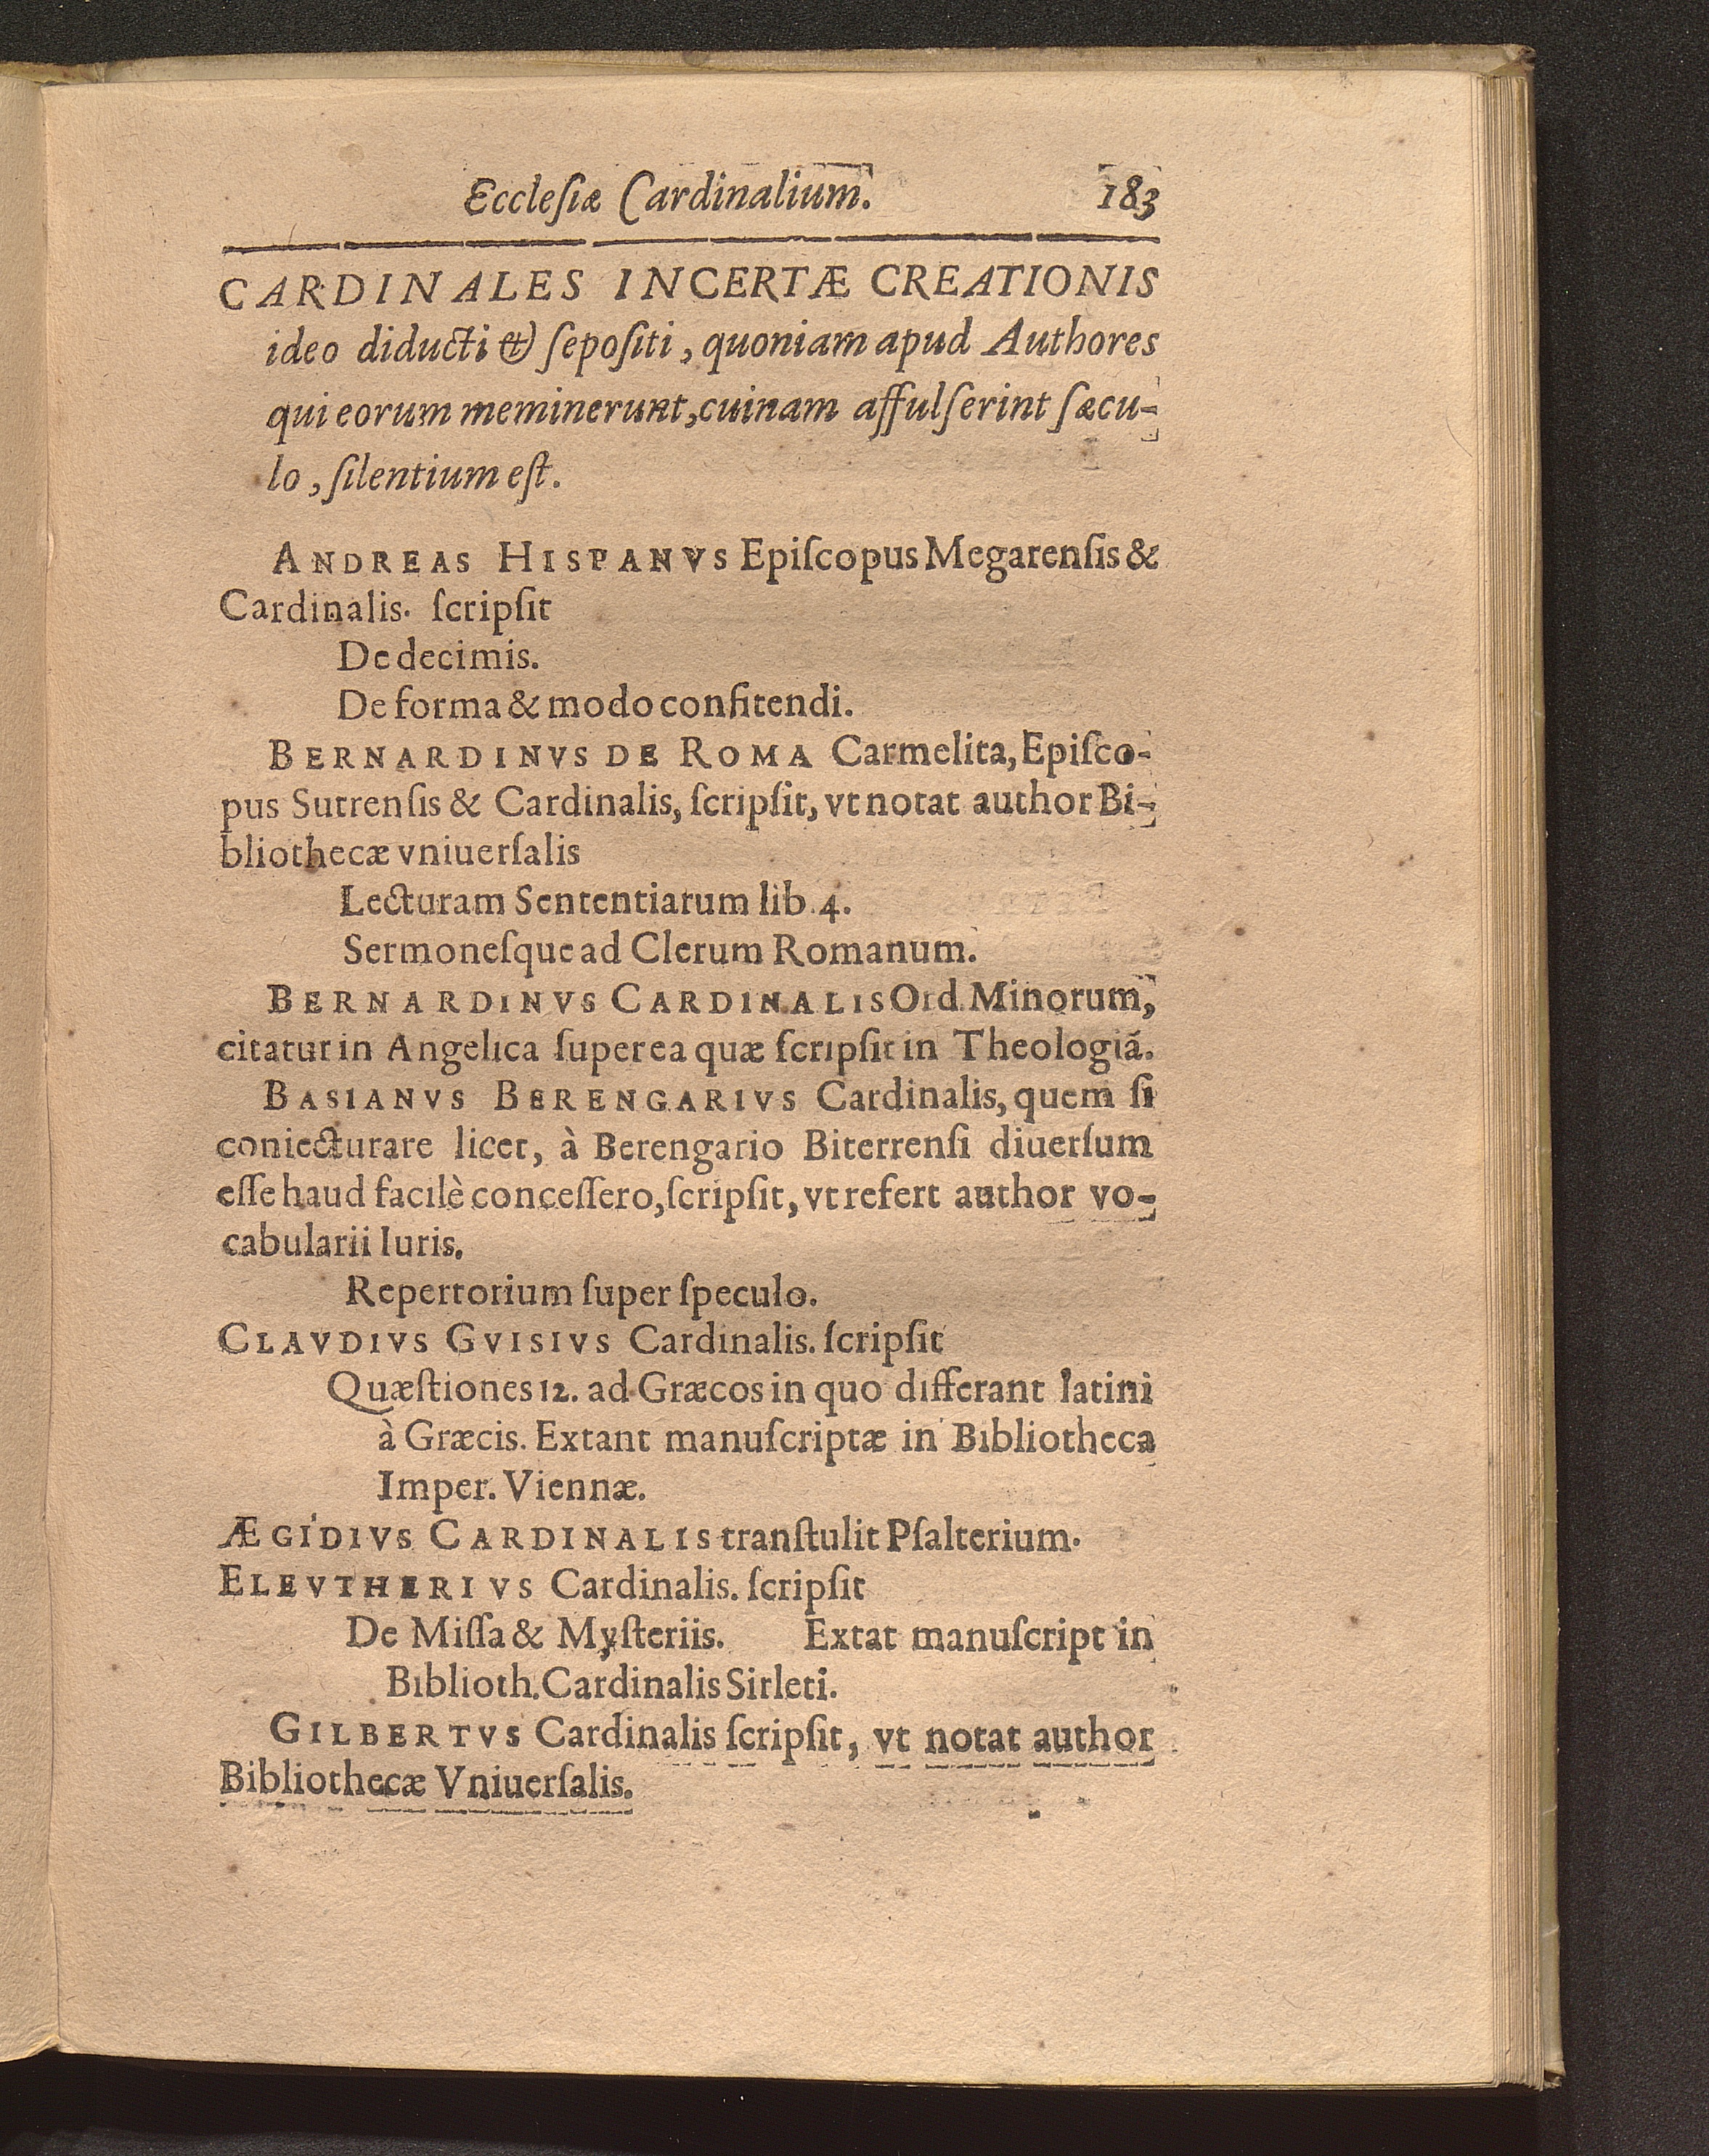 Ecclesiæ Cardinalium. 183
CARDINALES INCERTÆ CREATIONIS
ideo diducti & ſepoſiti, quoniam apud Authores
qui eorum meminerunt, cuinam affulſerint ſæcu-
lo, ſilentium eſt.
ANDREAS HISPANVS Epiſcopus Megarenſis &
Cardinalis. ſcripſit
De decimis.
De forma & modo confitendi.
BERNARDINVS DE ROMA Carmelita, Epiſco-
pus Sutrenſis & Cardinalis, ſcripſit, vt notat author Bi-
bliothecæ vniuerſalis
Lecturam Sententiarum lib. 4.
Sermoneſque ad Clerum Romanum.
BERNARDINVS CARDINALIS Ord. Minorum,
citatur in Angelica ſuper ea quæ ſcripſit in Theologiã.
BASIANVS BERENGARIVS Cardinalis, quem ſi
coniecturare licet, à Berengario Biterrenſi diuerſum
eſſe haud facilè conceſſero, ſcripſit, vt refert author vo-
cabularii Iuris.
Repertorium ſuper ſpeculo.
CLAVDIVS GVISIVS Cardinalis. ſcripſit
Quæſtiones 12. ad Græcos in quo differant latini
à Græcis. Extant manuſcriptæ in Bibliotheca
Imper. Viennæ.
ÆGIDIVS CARDINALIS tranſtulit Pſalterium.
ELEVTHERIVS Cardinalis. ſcripſit
De Miſſa & Myſteriis. Extat manuſcript in
Biblioth. Cardinalis Sirleti.
GILBERTVS Cardinalis ſcripſit, vt notat author
Bibliothecæ Vniuerſalis.